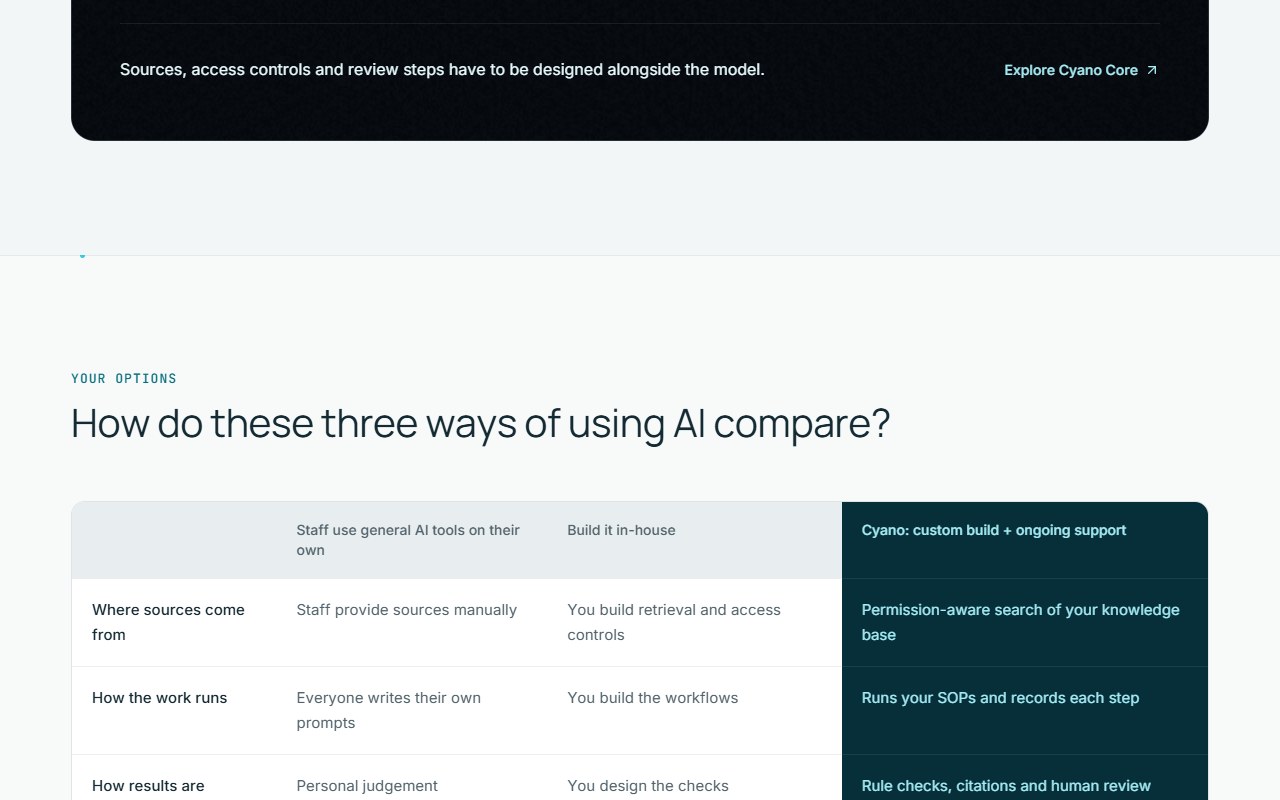 Sources, access controls and review steps have to be designed alongside the model.
Explore Cyano Core
YOUR OPTIONS
How do these three ways of using AI compare?
Staff use general AI tools on their
own
Build it in-house
Cyano: custom build + ongoing support
Where sources come
from
Staff provide sources manually
You build retrieval and access
controls
Permission-aware search of your knowledge
base
How the work runs
Everyone writes their own
prompts
You build the workflows
Runs your SOPs and records each step
How results are
Personal judgement
You design the checks
Rule checks, citations and human review